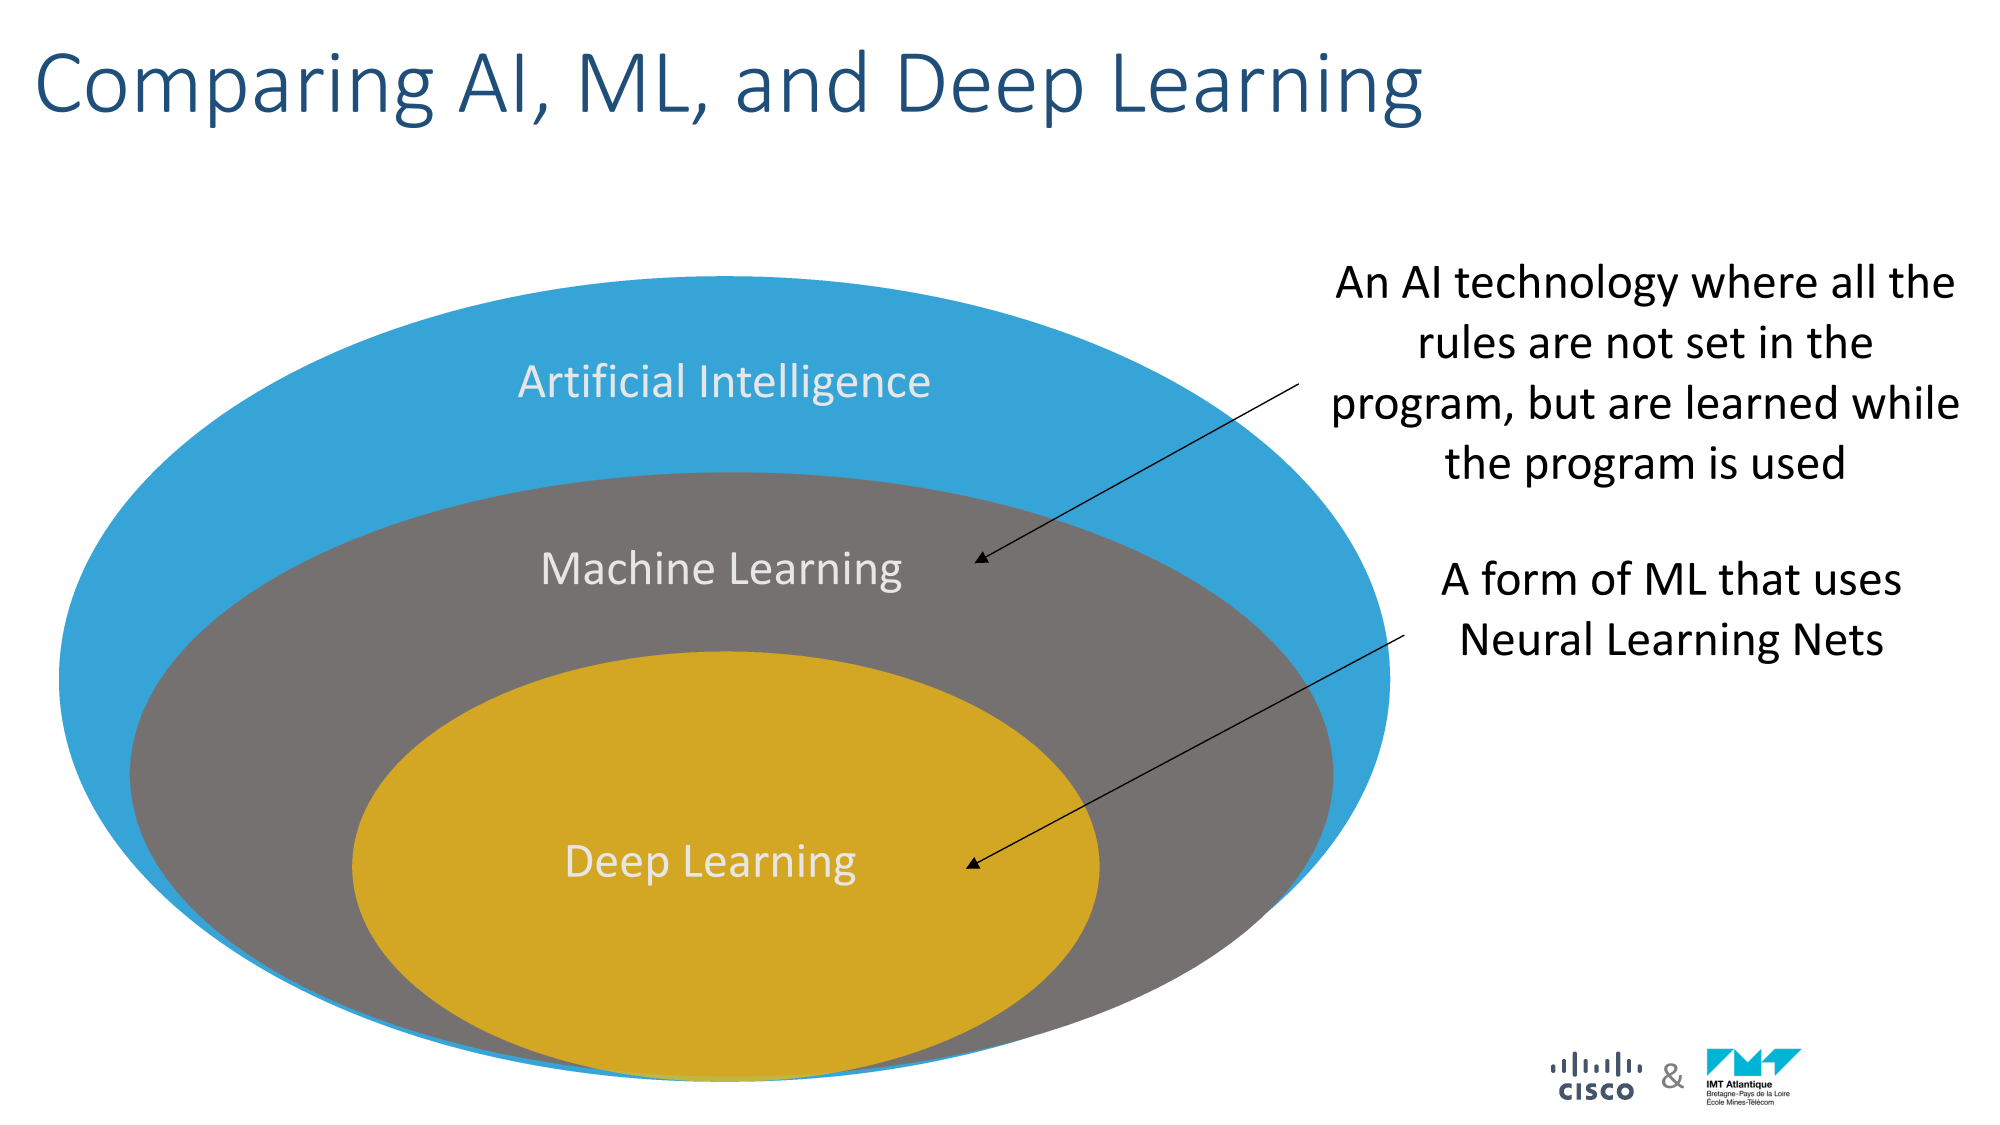 Comparing AI, ML, and Deep Learning
An AI technology where all the
rules are not set in the
program, but are learned while
the program is used
Artificial Intelligence
Machine Learning
A form of ML that uses
Neural Learning Nets
Deep Learning
CISCO
&
IMT Atlantique
Bretagne-Pays de la Loire
École Mines-Télécom